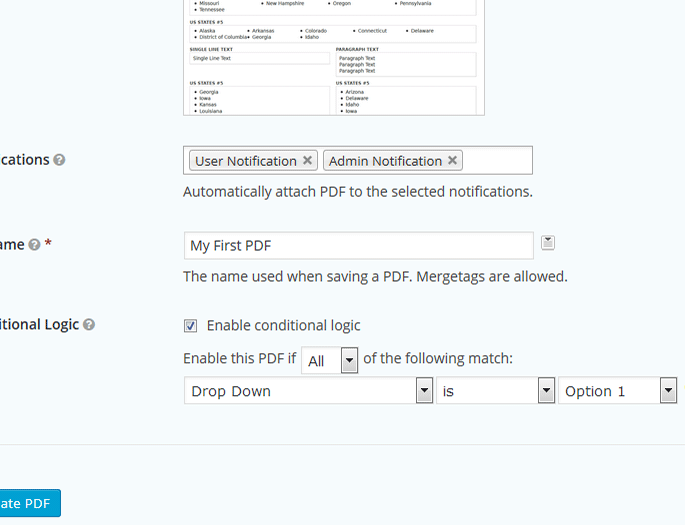 • Missouri • New Hampshire • Oregon • Pennsylvania
• Tennessee
US STATES #5
• Alaska • Arkansas • Colorado • Connecticut • Delaware
• District of Columbia • Georgia • Idaho
SINGLE LINE TEXT PARAGRAPH TEXT
Single Line Text Paragraph Text
Paragraph Text
Paragraph Text
US STATES #5 US STATES #5
• Georgia • Arizona
• Iowa • Delaware
• Kansas • Idaho
• Louisiana • Iowa
ications User Notification Admin Notification
Automatically attach PDF to the selected notifications.
ame * My First PDF
The name used when saving a PDF. Mergetags are allowed.
itional Logic Enable conditional logic
Enable this PDF if All of the following match:
Drop Down is Option 1
ate PDF